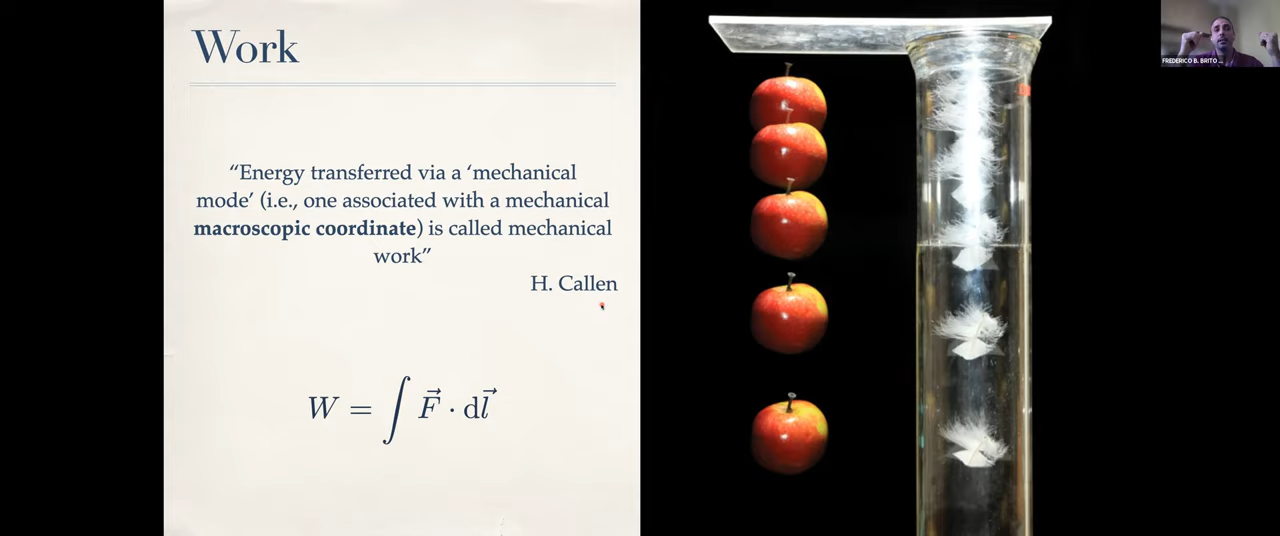 Work
“Energy transferred via a ‘mechanical
mode’ (i.e., one associated with a mechanical
macroscopic coordinate) is called mechanical
work”
H. Callen
W = ∫ F⃗ · dl⃗
FREDERICO B. BRITO ...